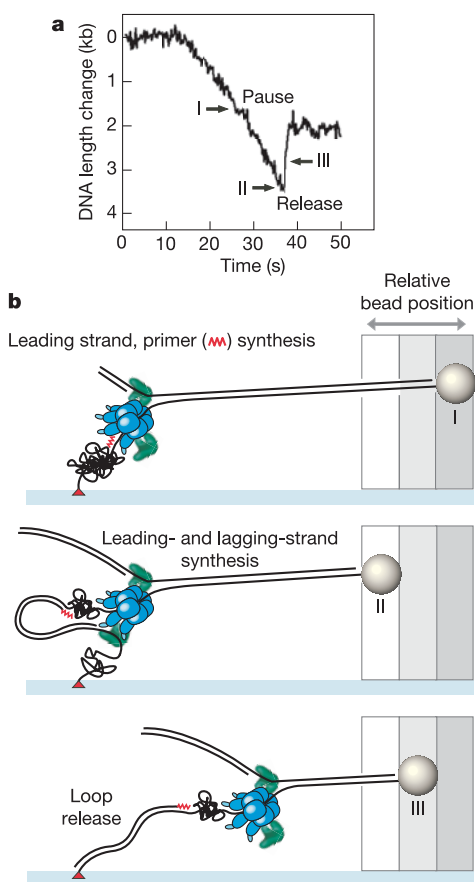 a
DNA length change (kb)
0
1
2
3
4
I
Pause
II
III
Release
0 10 20 30 40 50
Time (s)
b
Relative
bead position
Leading strand, primer ( ) synthesis
I
Leading- and lagging-strand
synthesis
II
Loop
release
III